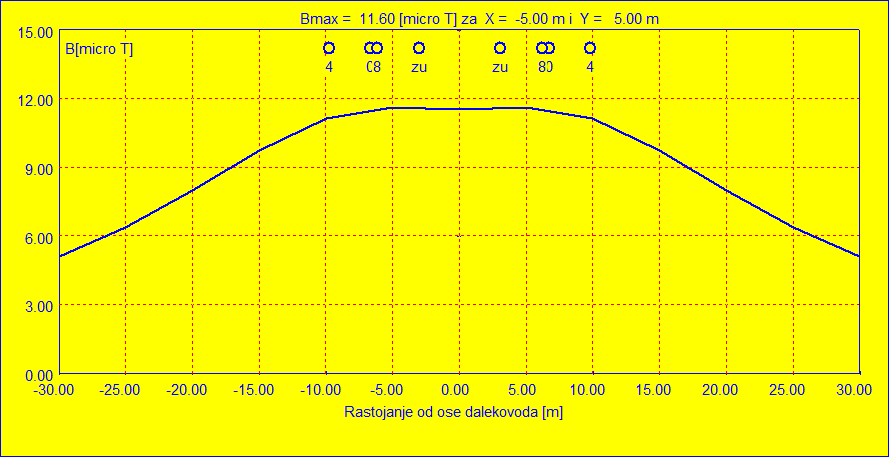 Bmax = 11.60 [micro T] za X = -5.00 m i Y = 5.00 m
15.00
B[micro T]
4 08 zu zu 80 4
12.00
9.00
6.00
3.00
0.00
-30.00 -25.00 -20.00 -15.00 -10.00 -5.00 0.00 5.00 10.00 15.00 20.00 25.00 30.00
Rastojanje od ose dalekovoda [m]